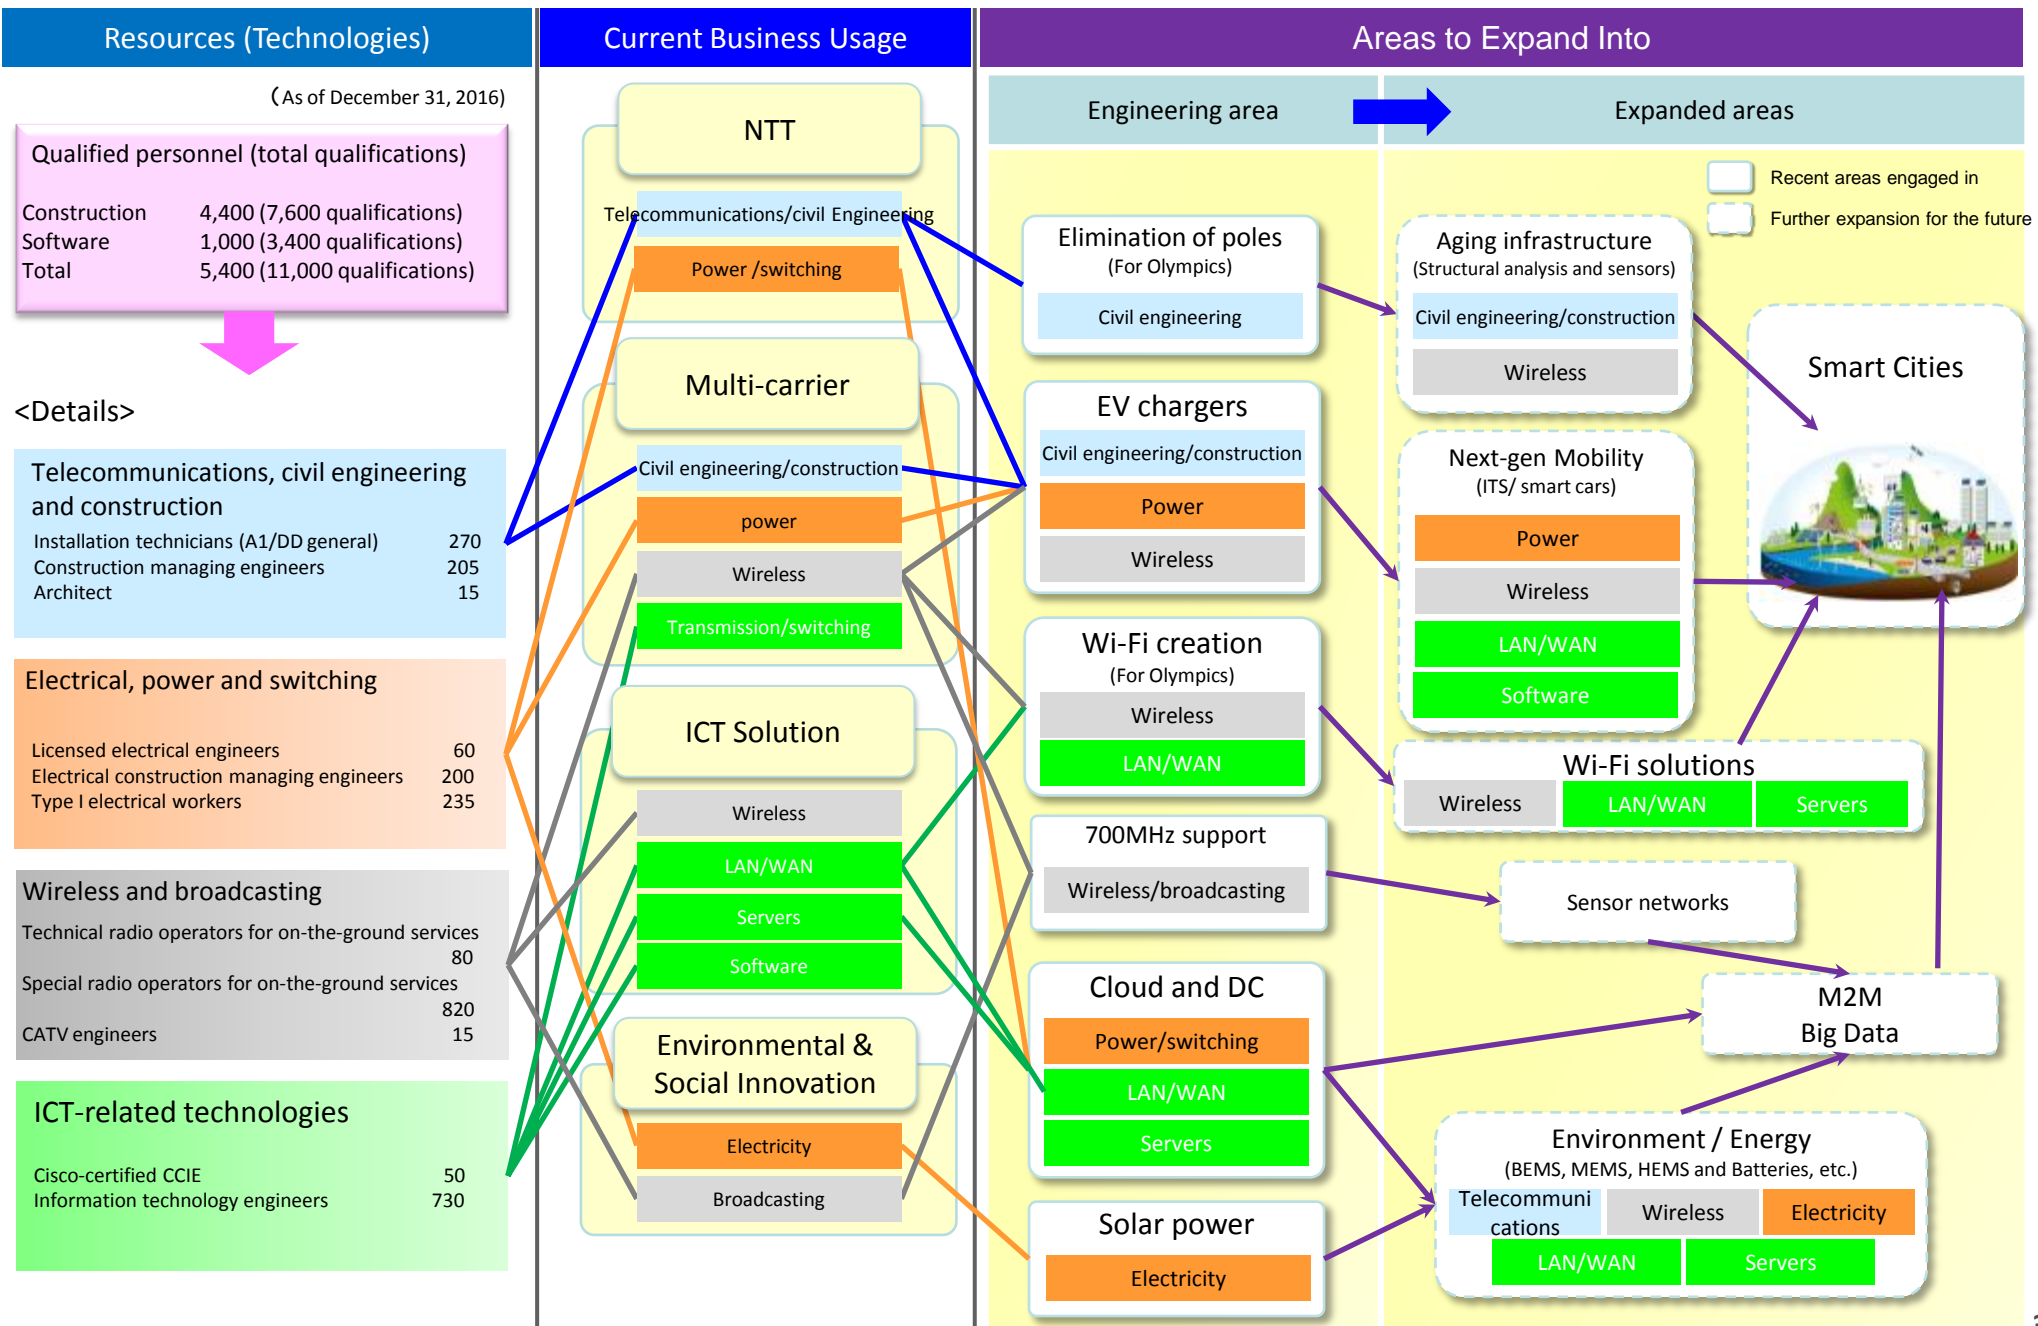 Resources (Technologies)
(As of December 31, 2016)
Qualified personnel (total qualifications)
Construction 4,400 (7,600 qualifications)
Software 1,000 (3,400 qualifications)
Total 5,400 (11,000 qualifications)
<Details>
Telecommunications, civil engineering
and construction
Installation technicians (A1/DD general) 270
Construction managing engineers 205
Architect 15
Electrical, power and switching
Licensed electrical engineers 60
Electrical construction managing engineers 200
Type I electrical workers 235
Wireless and broadcasting
Technical radio operators for on-the-ground services
80
Special radio operators for on-the-ground services
820
CATV engineers 15
ICT-related technologies
Cisco-certified CCIE 50
Information technology engineers 730
Current Business Usage
NTT
Telecommunications/civil Engineering
Power /switching
Multi-carrier
Civil engineering/construction
power
Wireless
Transmission/switching
ICT Solution
Wireless
LAN/WAN
Servers
Software
Environmental &
Social Innovation
Electricity
Broadcasting
Areas to Expand Into
Engineering area
Elimination of poles
(For Olympics)
Civil engineering
EV chargers
Civil engineering/construction
Power
Wireless
Wi-Fi creation
(For Olympics)
Wireless
LAN/WAN
700MHz support
Wireless/broadcasting
Cloud and DC
Power/switching
LAN/WAN
Servers
Solar power
Electricity
Expanded areas
Recent areas engaged in
Further expansion for the future
Aging infrastructure
(Structural analysis and sensors)
Civil engineering/construction
Wireless
Smart Cities
Next-gen Mobility
(ITS/ smart cars)
Power
Wireless
LAN/WAN
Software
Wi-Fi solutions
Wireless LAN/WAN Servers
Sensor networks
M2M
Big Data
Environment / Energy
(BEMS, MEMS, HEMS and Batteries, etc.)
Telecommuni
cations
Wireless Electricity
LAN/WAN Servers